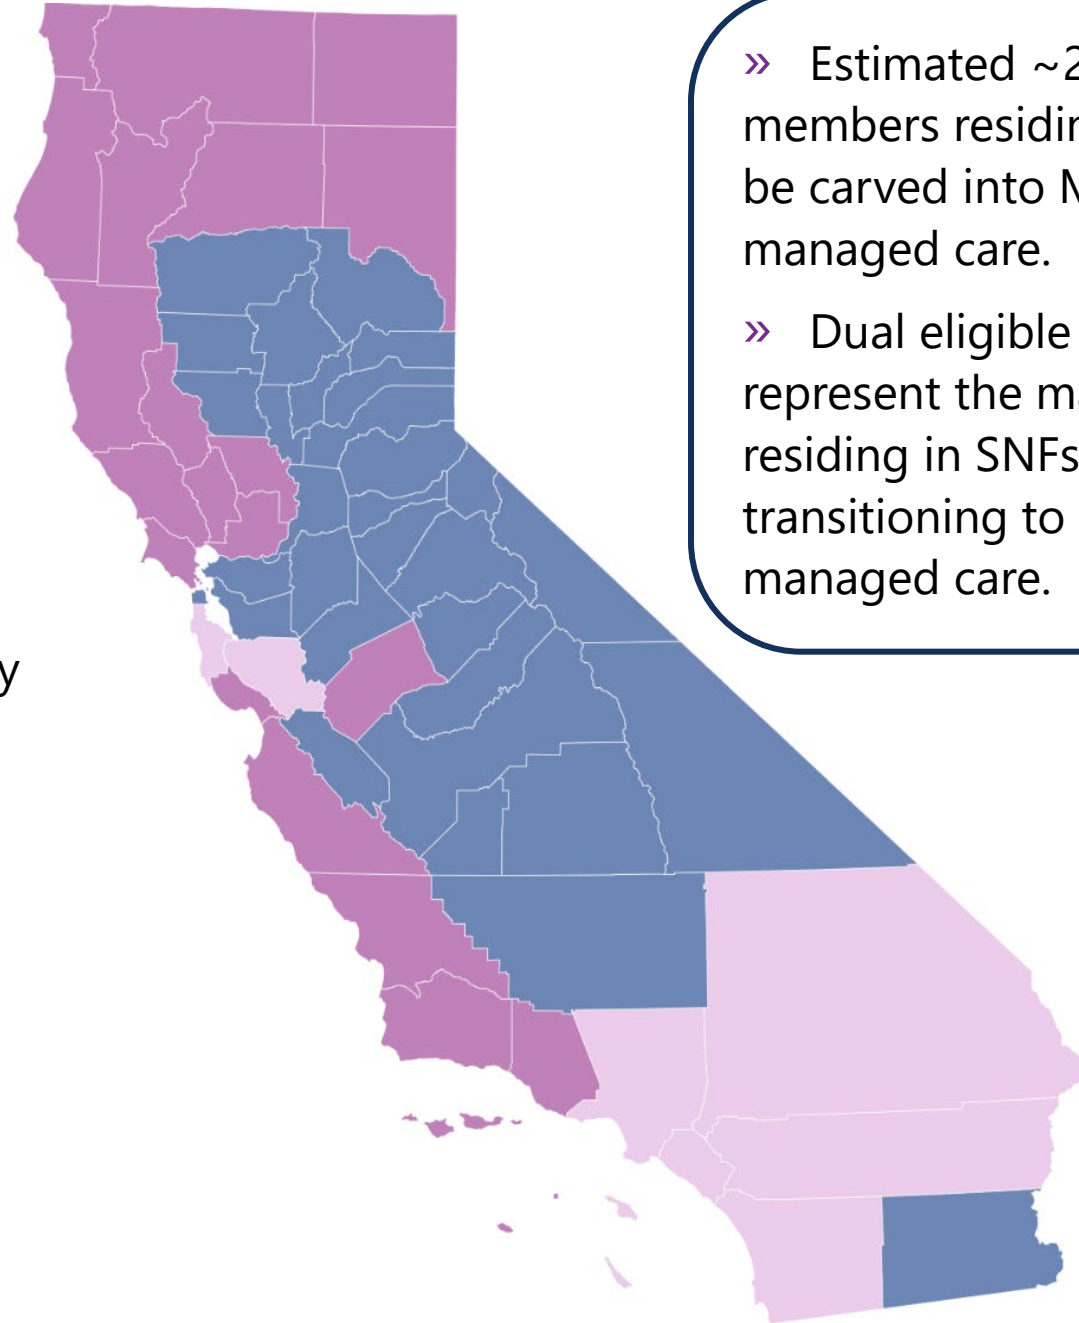 » Estimated ~2
members
be carved into
managed care.
» Dual eligible
represent the
residing in SNFs
transitioning to
managed care.
y